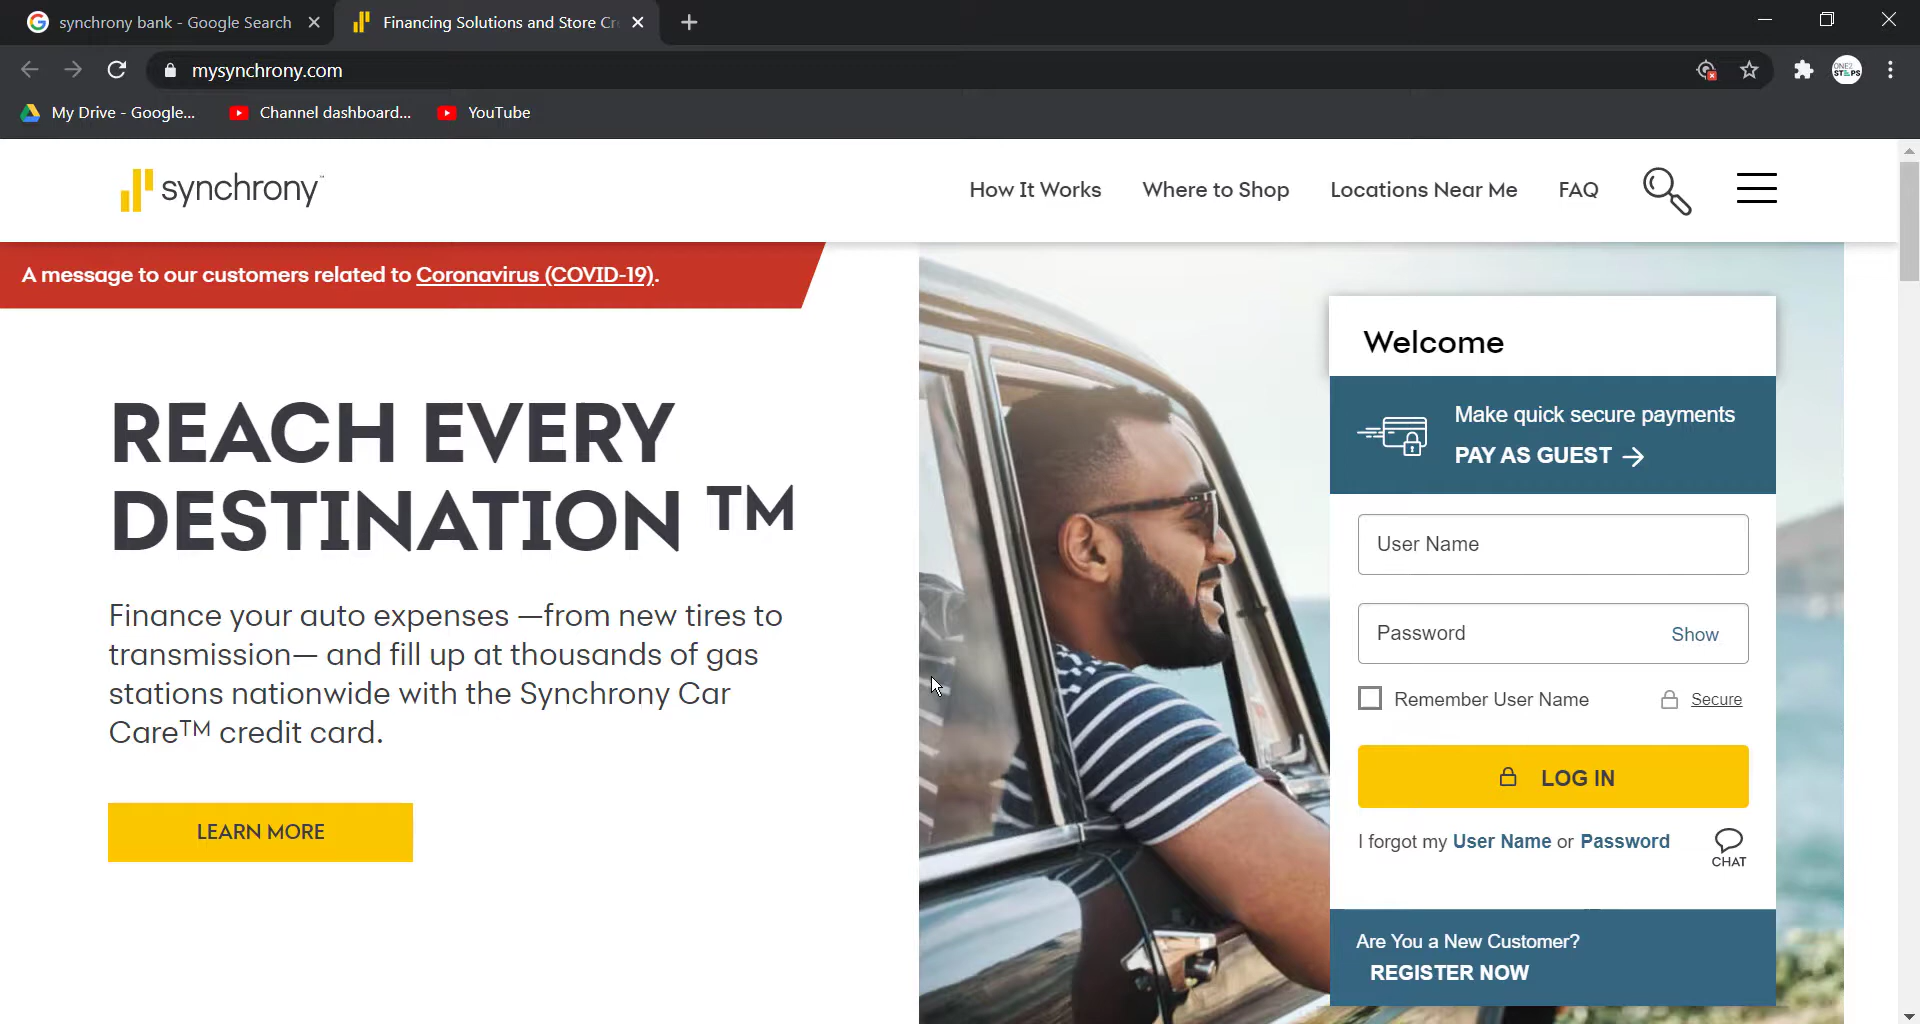 synchrony bank - Google Search
Financing Solutions and Store Cr
mysynchrony.com
ONE2
STEPS
My Drive - Google...
Channel dashboard...
YouTube
synchrony
How It Works
Where to Shop
Locations Near Me
FAQ
A message to our customers related to Coronavirus (COVID-19).
REACH EVERY
DESTINATION ™
Finance your auto expenses —from new tires to
transmission— and fill up at thousands of gas
stations nationwide with the Synchrony Car
Care™ credit card.
LEARN MORE
Welcome
Make quick secure payments
PAY AS GUEST →
User Name
Password Show
Remember User Name Secure
LOG IN
I forgot my User Name or Password
CHAT
Are You a New Customer?
REGISTER NOW